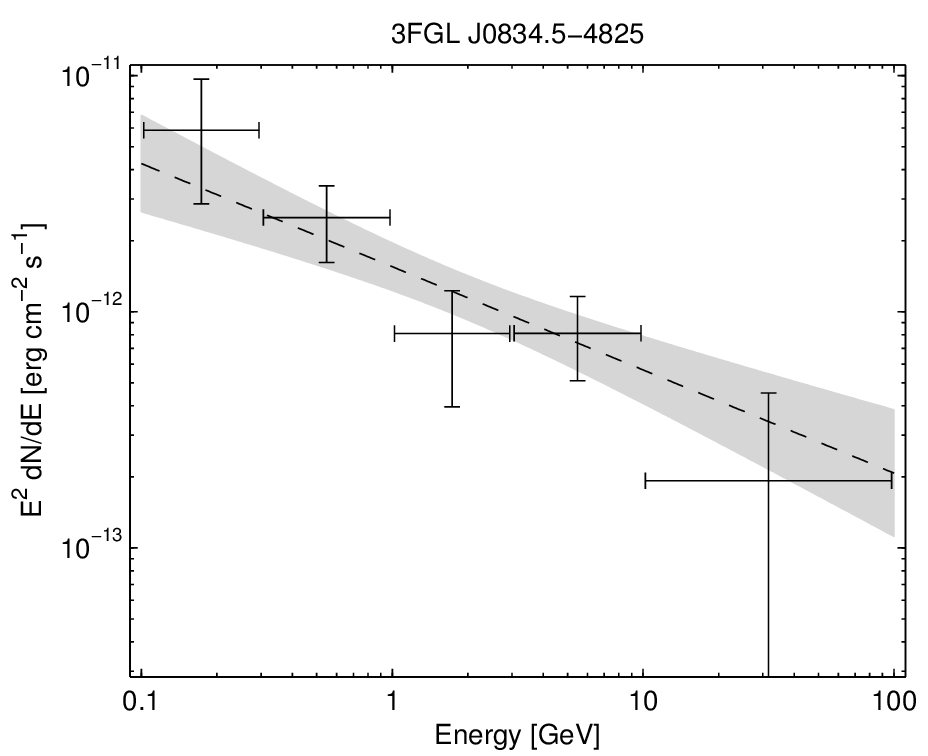 3FGL J0834.5−4825
10⁻¹¹
10⁻¹²
10⁻¹³
E² dN/dE [erg cm⁻² s⁻¹]
0.1 1 10 100
Energy [GeV]